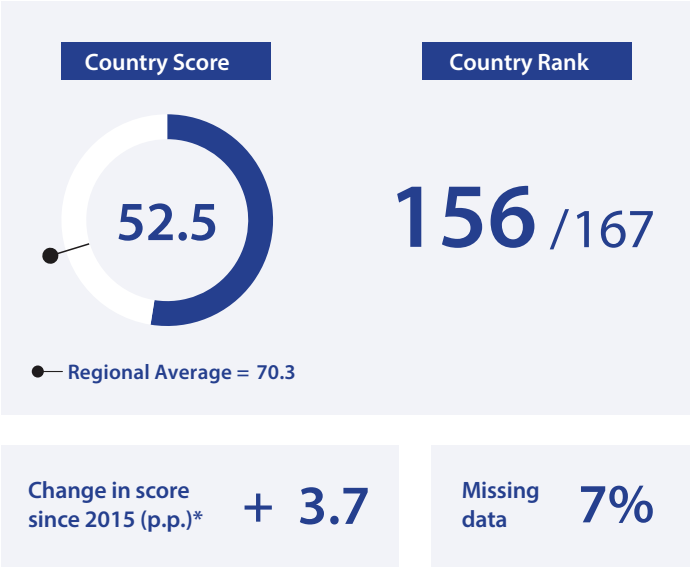 Country Score
Country Rank
52.5
156 /167
Regional Average = 70.3
Change in score
since 2015 (p.p.)*
+ 3.7
Missing
data
7%